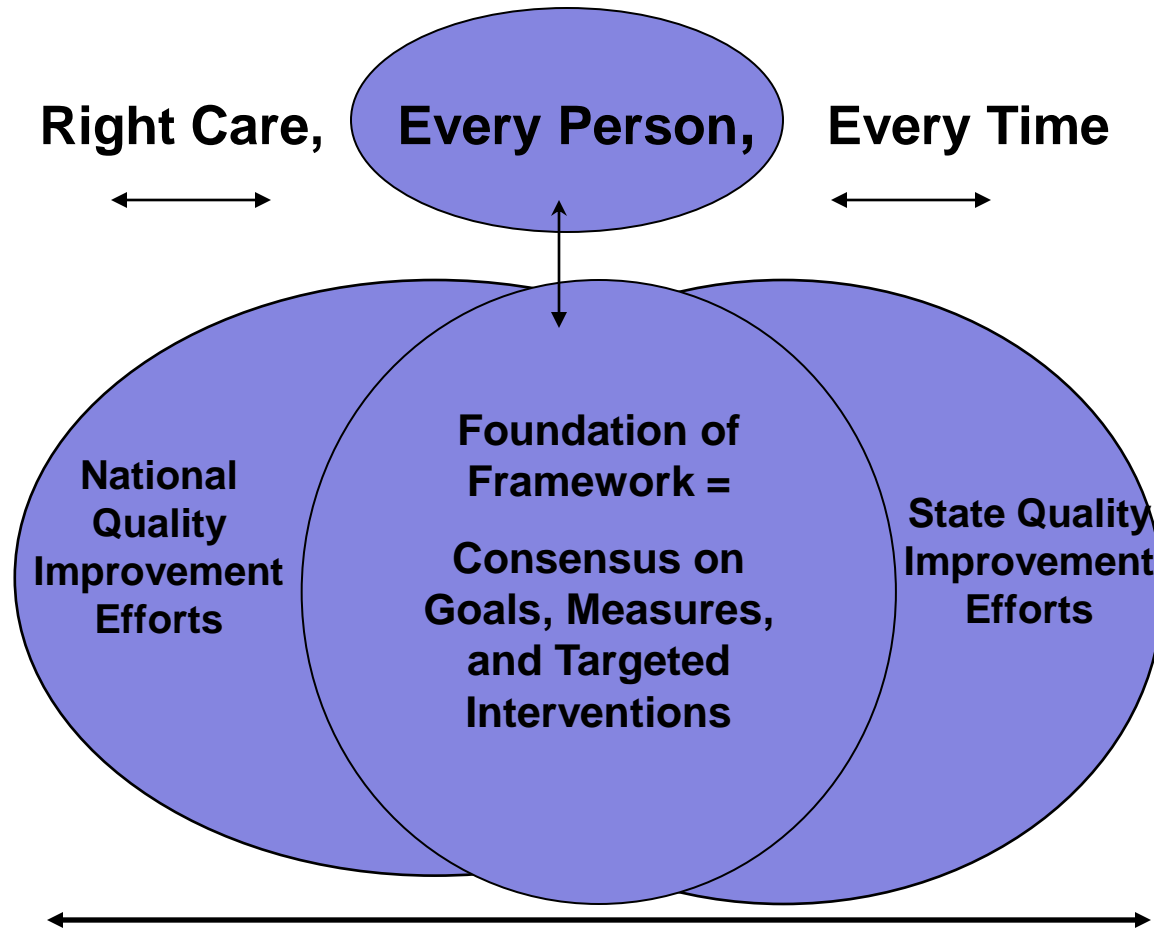 Right Care, Every Person, Every Time
National
Quality
Improvement
Efforts
Foundation of
Framework =
Consensus on
Goals, Measures,
and Targeted
Interventions
State Quality
Improvement
Efforts